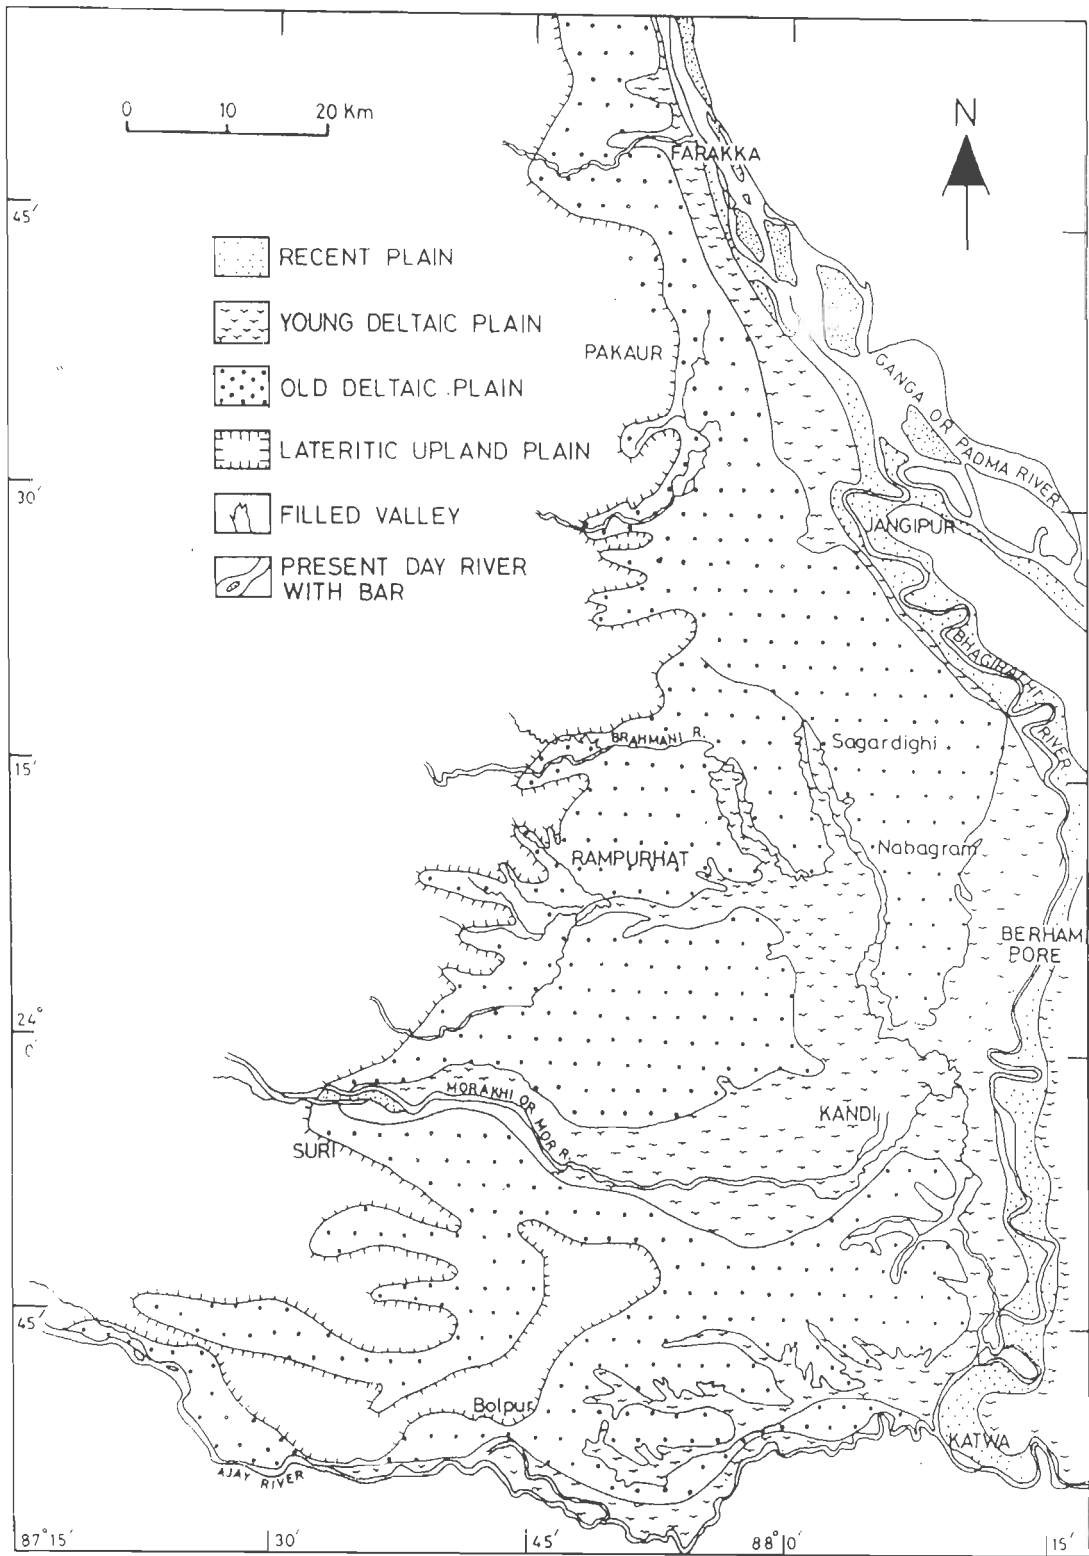 0 10 20 Km
N
FARAKKA
45′
RECENT PLAIN
YOUNG DELTAIC PLAIN
PAKAUR
OLD DELTAIC PLAIN
GANGA OR PADMA RIVER
LATERITIC UPLAND PLAIN
30′
FILLED VALLEY
JANGIPUR
PRESENT DAY RIVER
WITH BAR
BHAGIRATHI RIVER
BRAHMANI R.
Sagardighi
15′
RAMPURHAT
Nabagram
BERHAM
PORE
24°
0′
MORAKHI OR MOR R.
KANDI
SURI
45′
Bolpur
KATWA
AJAY RIVER
87°15′ 30′ 45′ 88°0′ 15′